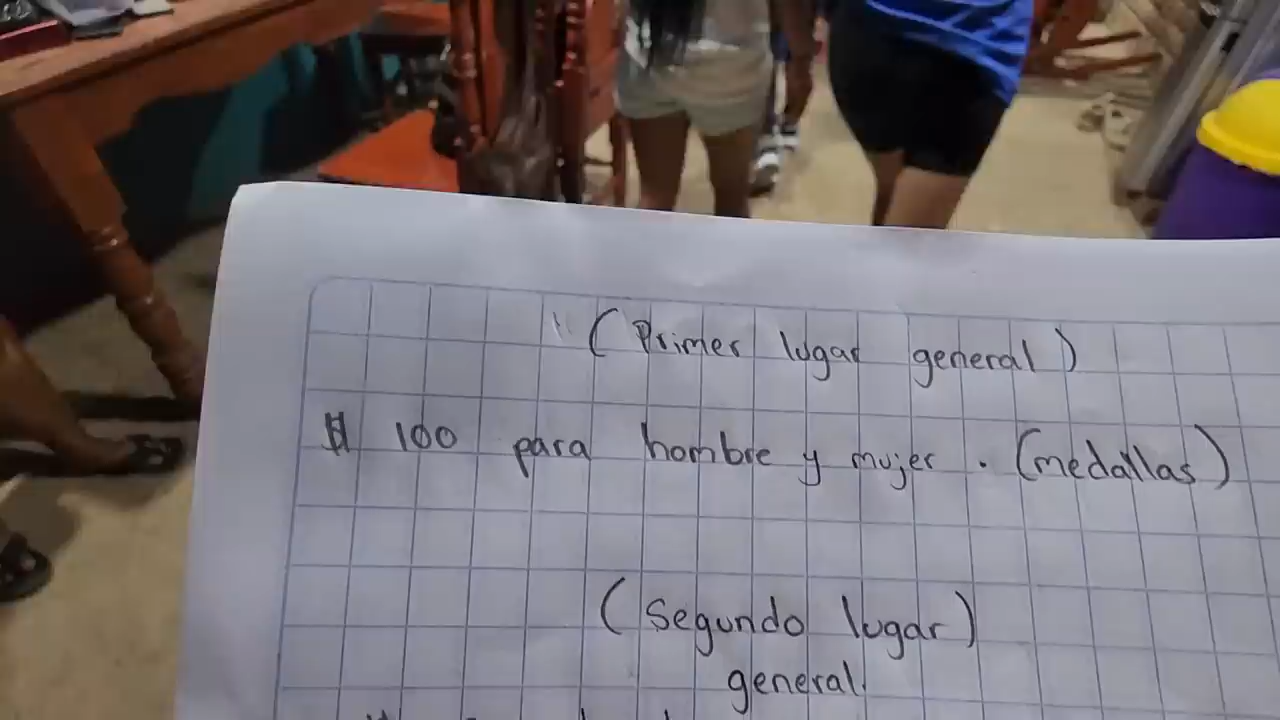 (Primer lugar general)
$ 100 para hombre y mujer. (medallas)
(Segundo lugar)
general.